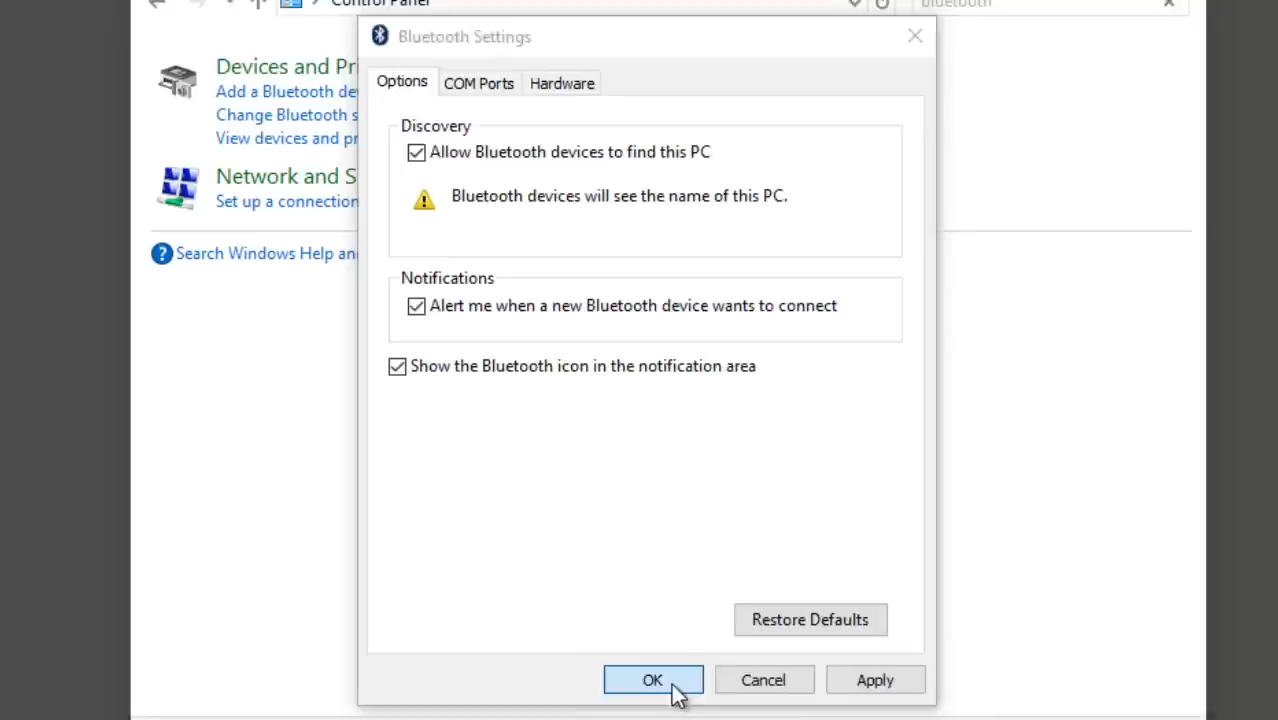 Control Panel
bluetooth
Bluetooth Settings
Devices and Pri
Add a Bluetooth de
Change Bluetooth s
View devices and pr
Network and S
Set up a connection
Search Windows Help an
Options
COM Ports
Hardware
Discovery
Allow Bluetooth devices to find this PC
Bluetooth devices will see the name of this PC.
Notifications
Alert me when a new Bluetooth device wants to connect
Show the Bluetooth icon in the notification area
Restore Defaults
OK
Cancel
Apply